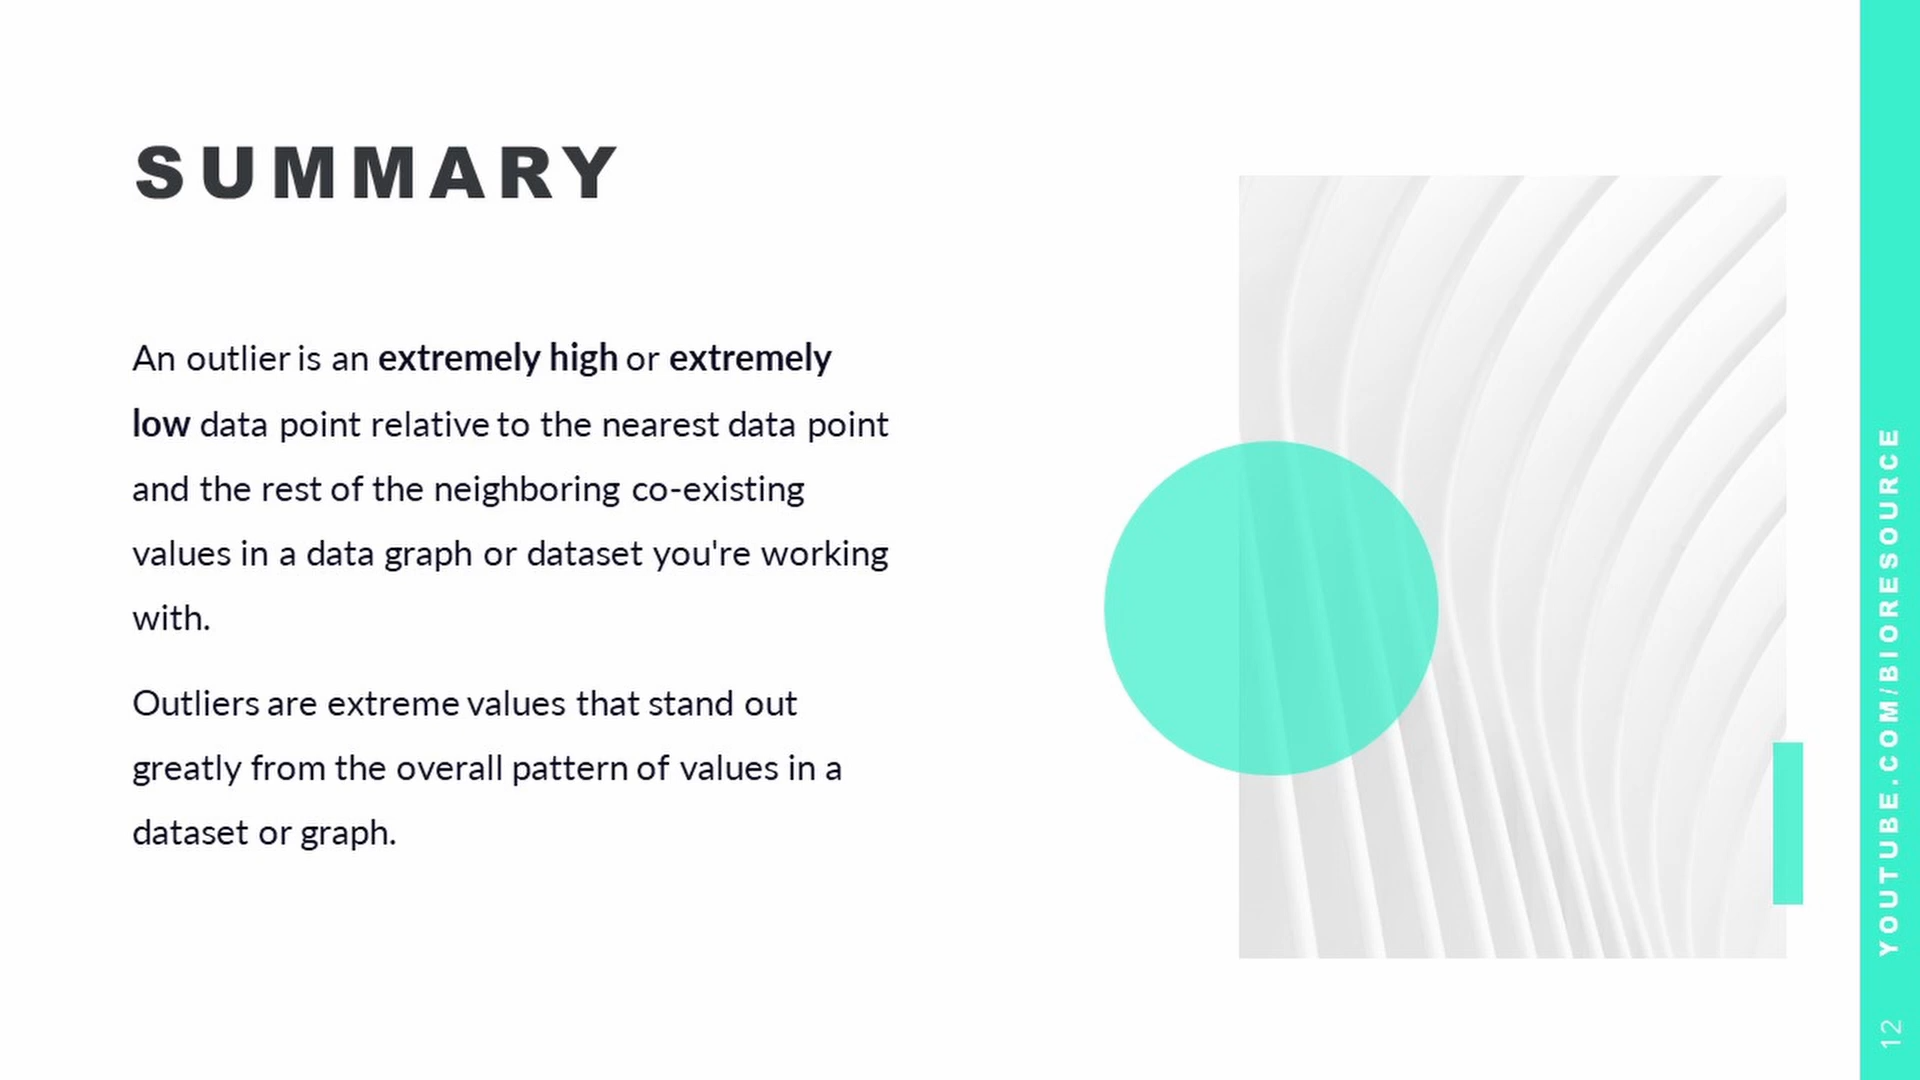 SUMMARY
An outlier is an extremely high or extremely
low data point relative to the nearest data point
and the rest of the neighboring co-existing
values in a data graph or dataset you're working
with.
Outliers are extreme values that stand out
greatly from the overall pattern of values in a
dataset or graph.
YOUTUBE.COM/BIORESOURCE
12